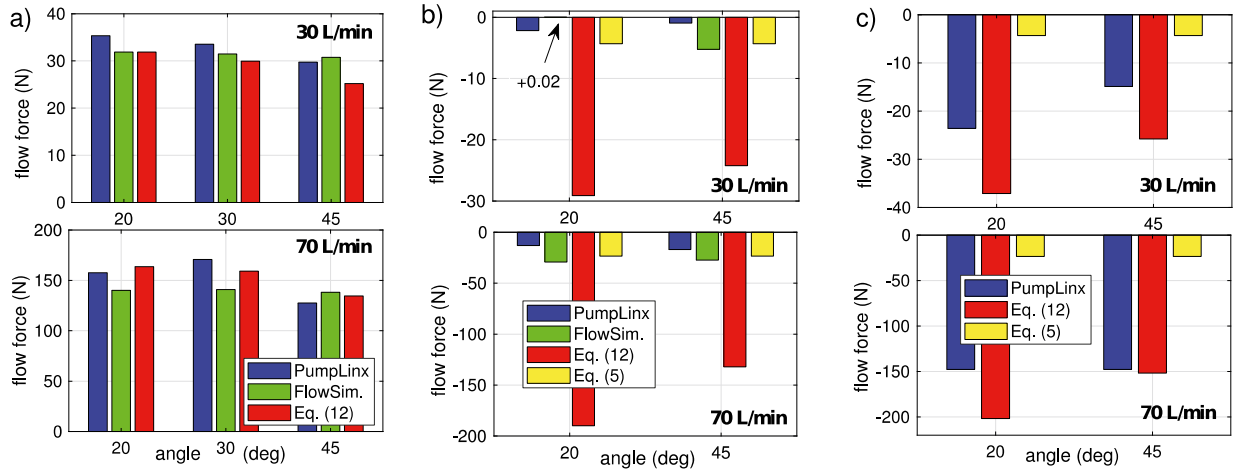 a)
30 L/min
flow force (N)
40
30
20
10
0
20
30
45
70 L/min
flow force (N)
200
150
100
50
0
PumpLinx
FlowSim.
Eq. (12)
20
30
45
angle (deg)
b)
flow force (N)
0
-10
-20
-30
+0.02
30 L/min
20
45
flow force (N)
0
-50
-100
-150
-200
PumpLinx
FlowSim.
Eq. (12)
Eq. (5)
70 L/min
20
45
angle (deg)
c)
flow force (N)
0
-10
-20
-30
-40
30 L/min
20
45
flow force (N)
0
-50
-100
-150
-200
PumpLinx
Eq. (12)
Eq. (5)
70 L/min
20
45
angle (deg)